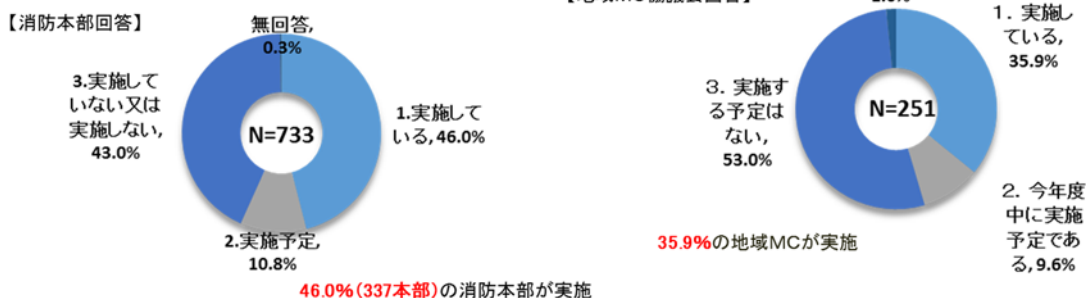 【消防本部回答】
無回答,
0.3%
3.実施して
いない又は
実施しない,
43.0%
N=733
1.実施して
いる, 46.0%
2.実施予定,
10.8%
46.0%(337本部)の消防本部が実施
1. 実施し
ている,
35.9%
3. 実施す
る予定は
ない,
53.0%
N=251
2. 今年度
中に実施
予定であ
る, 9.6%
35.9%の地域MCが実施